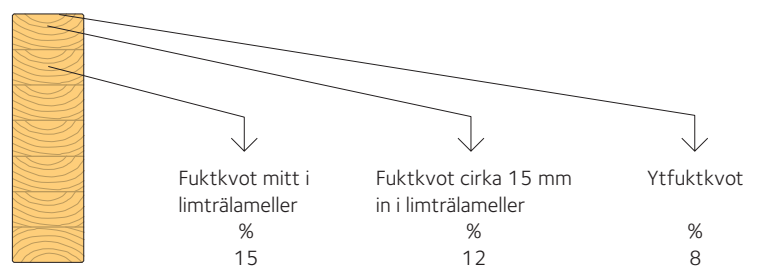 Fuktkvot mitt i
limträlameller
%
15
Fuktkvot cirka 15 mm
in i limträlameller
%
12
Ytfuktkvot
%
8